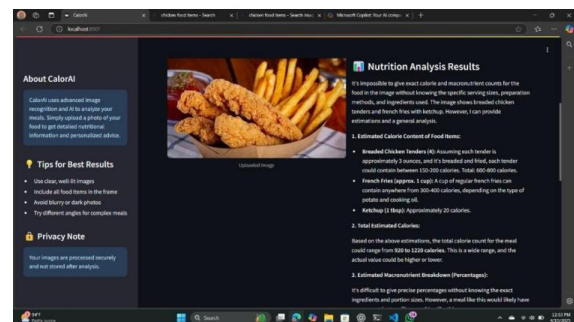 CalorAI
chicken food items - Search
chicken food items - Search Images
Microsoft Copilot: Your AI compan
localhost:8501
About CalorAI
CalorAI uses advanced image
recognition and AI to analyze your
meals. Simply upload a photo of your
food to get detailed nutritional
information and personalized advice.
Tips for Best Results
Use clear, well-lit images
Include all food items in the frame
Avoid blurry or dark photos
Try different angles for complex meals
Privacy Note
Your images are processed securely
and not stored after analysis.
Uploaded Image
Nutrition Analysis Results
It's impossible to give exact calorie and macronutrient counts for the
food in the image without knowing the specific serving sizes, preparation
methods, and ingredients used. The image shows breaded chicken
tenders and french fries with ketchup. However, I can provide
estimations and a general analysis.
1. Estimated Calorie Content of Food Items:
Breaded Chicken Tenders (4): Assuming each tender is
approximately 3 ounces, and it's breaded and fried, each tender
could contain between 150-200 calories. Total: 600-800 calories.
French Fries (approx. 1 cup): A cup of regular french fries can
contain anywhere from 300-400 calories, depending on the type of
potato and cooking oil.
Ketchup (1 tbsp): Approximately 20 calories.
2. Total Estimated Calories:
Based on the above estimations, the total calorie count for the meal
could range from 920 to 1220 calories. This is a wide range, and the
actual value could be higher or lower.
3. Estimated Macronutrient Breakdown (Percentages):
It's difficult to give precise percentages without knowing the exact
ingredients and portion sizes. However, a meal like this would likely have
94°F
Search
12:53 PM